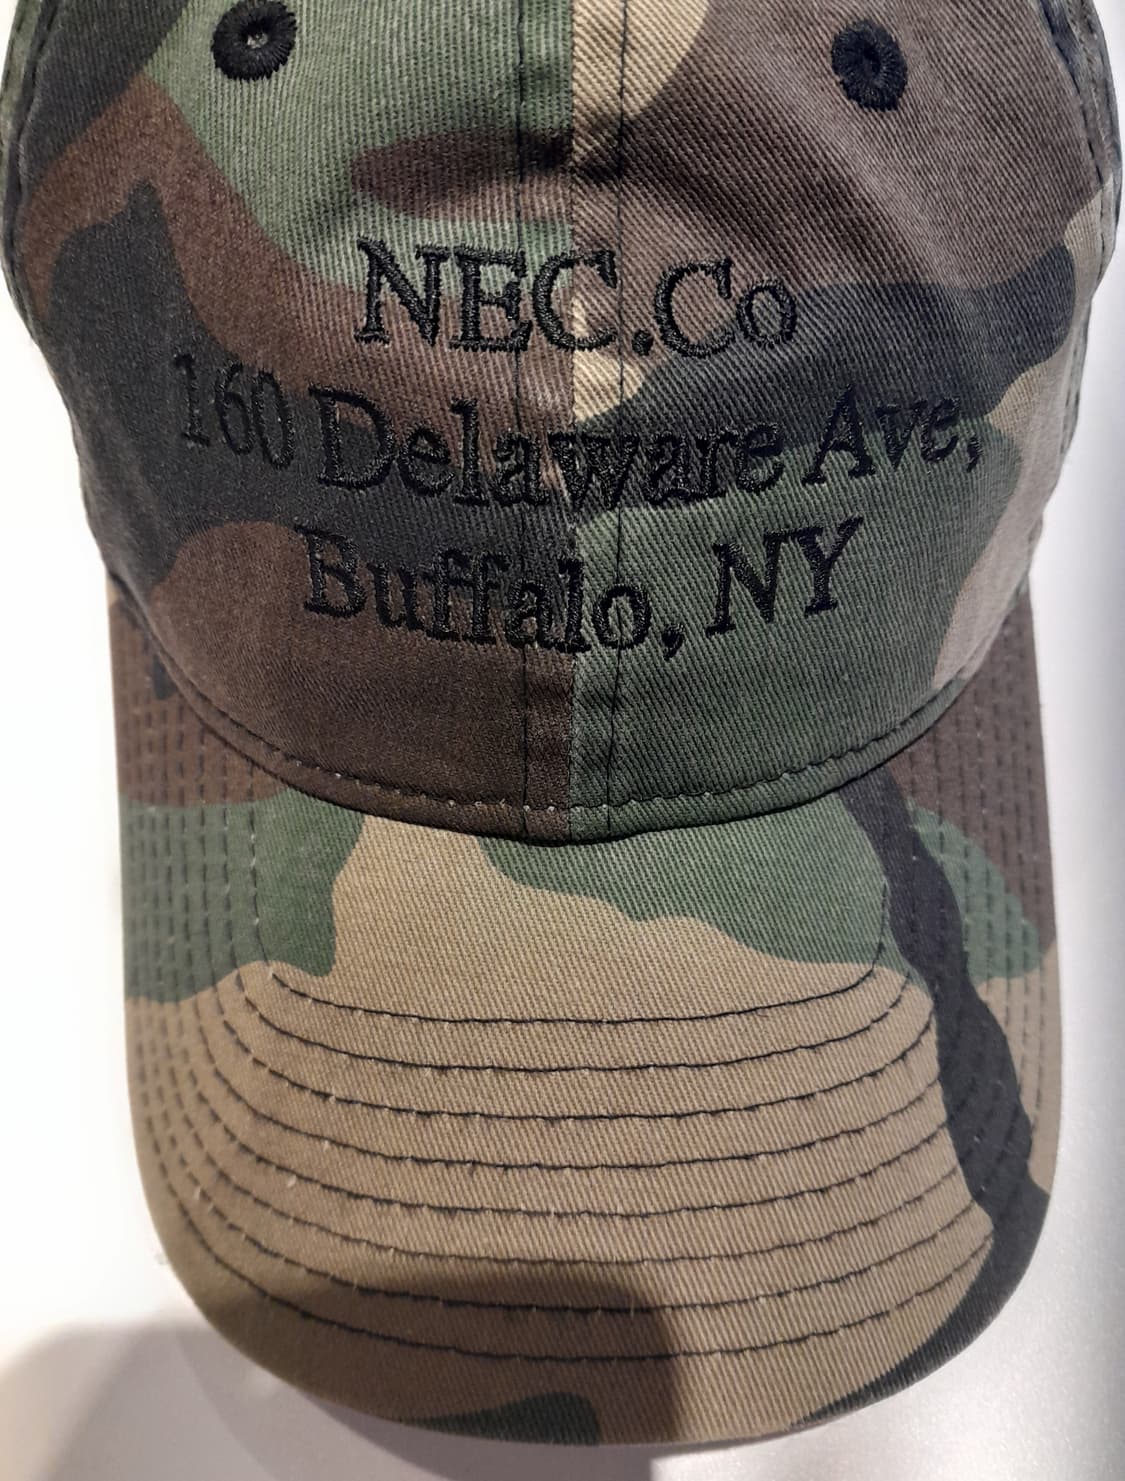 NEC.Co
160 Delaware Ave,
Buffalo, NY